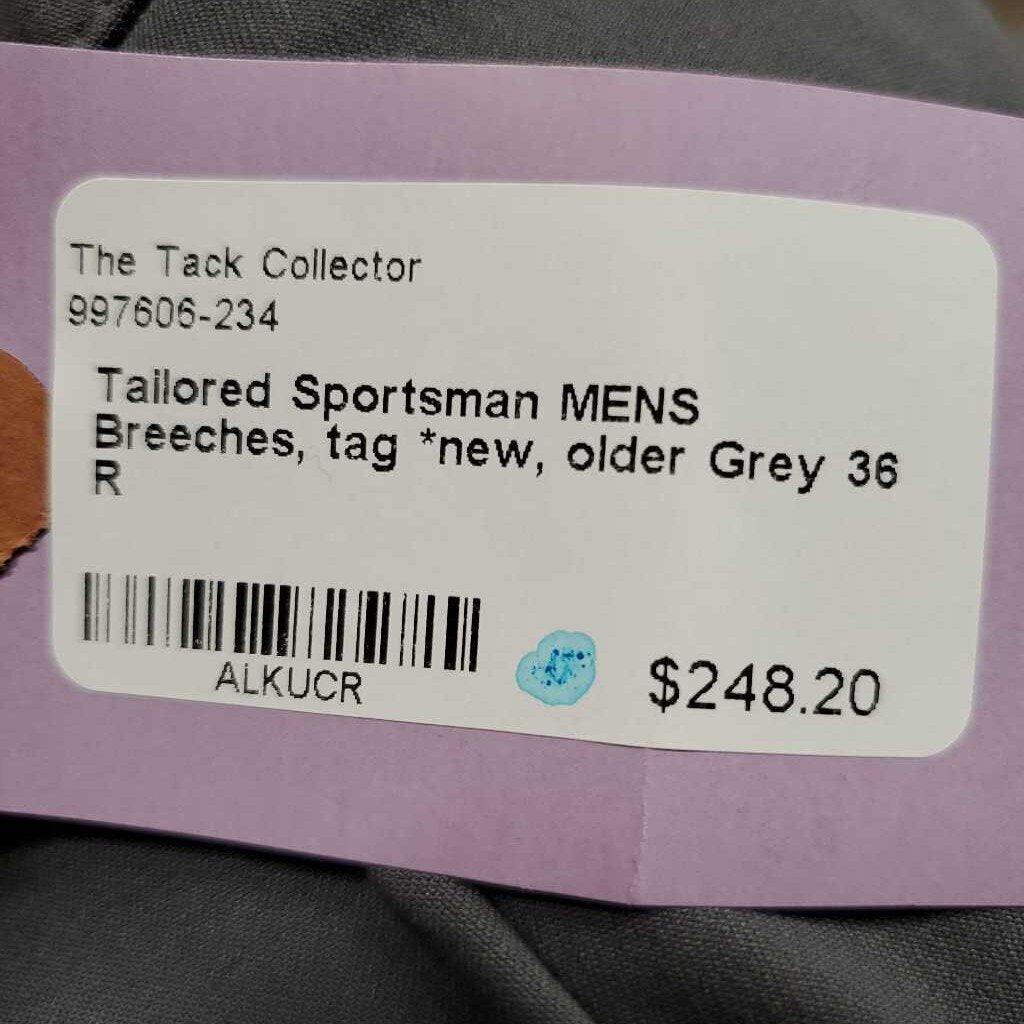 The Tack Collector
997606-234
Tailored Sportsman MENS
Breeches, tag *new, older Grey 36
R
ALKUCR
$248.20